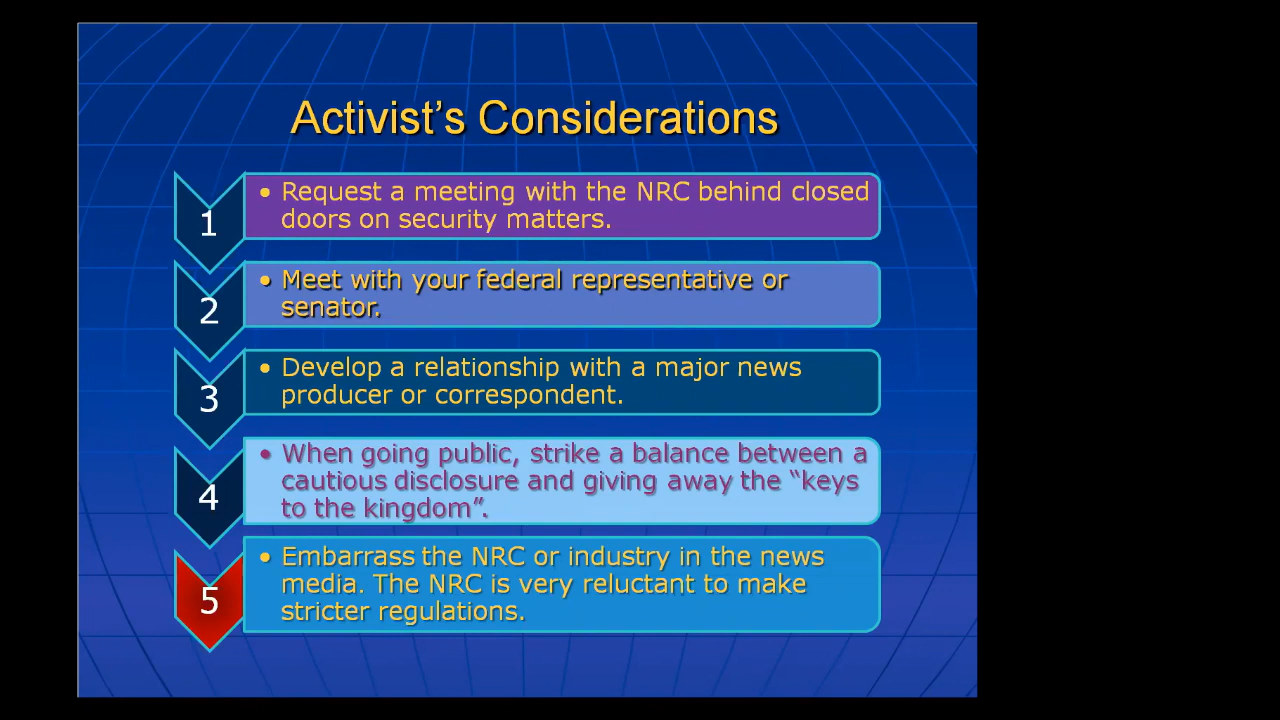 Activist’s Considerations
1
• Request a meeting with the NRC behind closed
doors on security matters.
2
• Meet with your federal representative or
senator.
3
• Develop a relationship with a major news
producer or correspondent.
4
• When going public, strike a balance between a
cautious disclosure and giving away the “keys
to the kingdom”.
5
• Embarrass the NRC or industry in the news
media. The NRC is very reluctant to make
stricter regulations.